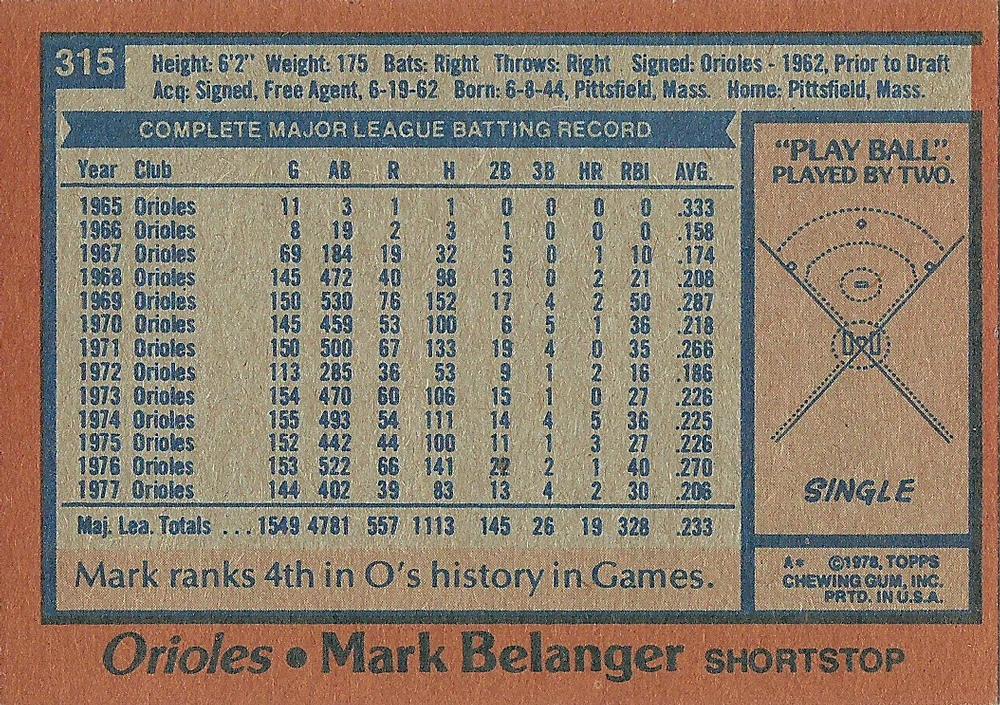 315
Height: 6'2" Weight: 175 Bats: Right Throws: Right Signed: Orioles - 1962, Prior to Draft
Acq: Signed, Free Agent, 6-19-62 Born: 6-8-44, Pittsfield, Mass. Home: Pittsfield, Mass.
COMPLETE MAJOR LEAGUE BATTING RECORD
Year Club G AB R H 2B 3B HR RBI AVG.
1965 Orioles 11 3 1 1 0 0 0 0 .333
1966 Orioles 8 19 2 3 1 0 0 0 .158
1967 Orioles 69 184 19 32 5 0 1 10 .174
1968 Orioles 145 472 40 98 13 0 2 21 .208
1969 Orioles 150 530 76 152 17 4 2 50 .287
1970 Orioles 145 459 53 100 6 5 1 36 .218
1971 Orioles 150 500 67 133 19 4 0 35 .266
1972 Orioles 113 285 36 53 9 1 2 16 .186
1973 Orioles 154 470 60 106 15 1 0 27 .226
1974 Orioles 155 493 54 111 14 4 5 36 .225
1975 Orioles 152 442 44 100 11 1 3 27 .226
1976 Orioles 153 522 66 141 22 2 1 40 .270
1977 Orioles 144 402 39 83 13 4 2 30 .206
Maj. Lea. Totals ... 1549 4781 557 1113 145 26 19 328 .233
Mark ranks 4th in O's history in Games.
"PLAY BALL".
PLAYED BY TWO.
SINGLE
A* ©1978, TOPPS
CHEWING GUM, INC.
PRTD. IN U.S.A.
Orioles • Mark Belanger SHORTSTOP